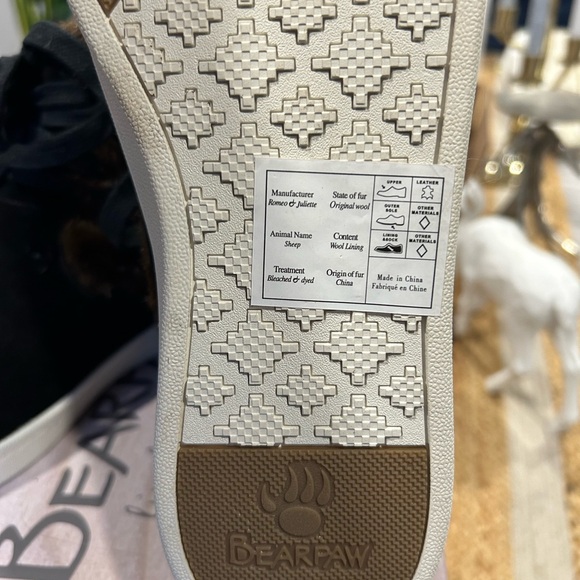 Manufacturer
Romeo & Juliette
State of fur
Original wool
Animal Name
Sheep
Content
Wool Lining
Treatment
Bleached & dyed
Origin of fur
China
UPPER
LEATHER
OUTER
SOLE
OTHER
MATERIALS
LINING
& SOCK
OTHER
MATERIALS
Made in China
Fabriqué en Chine
BEARPAW
BEAR